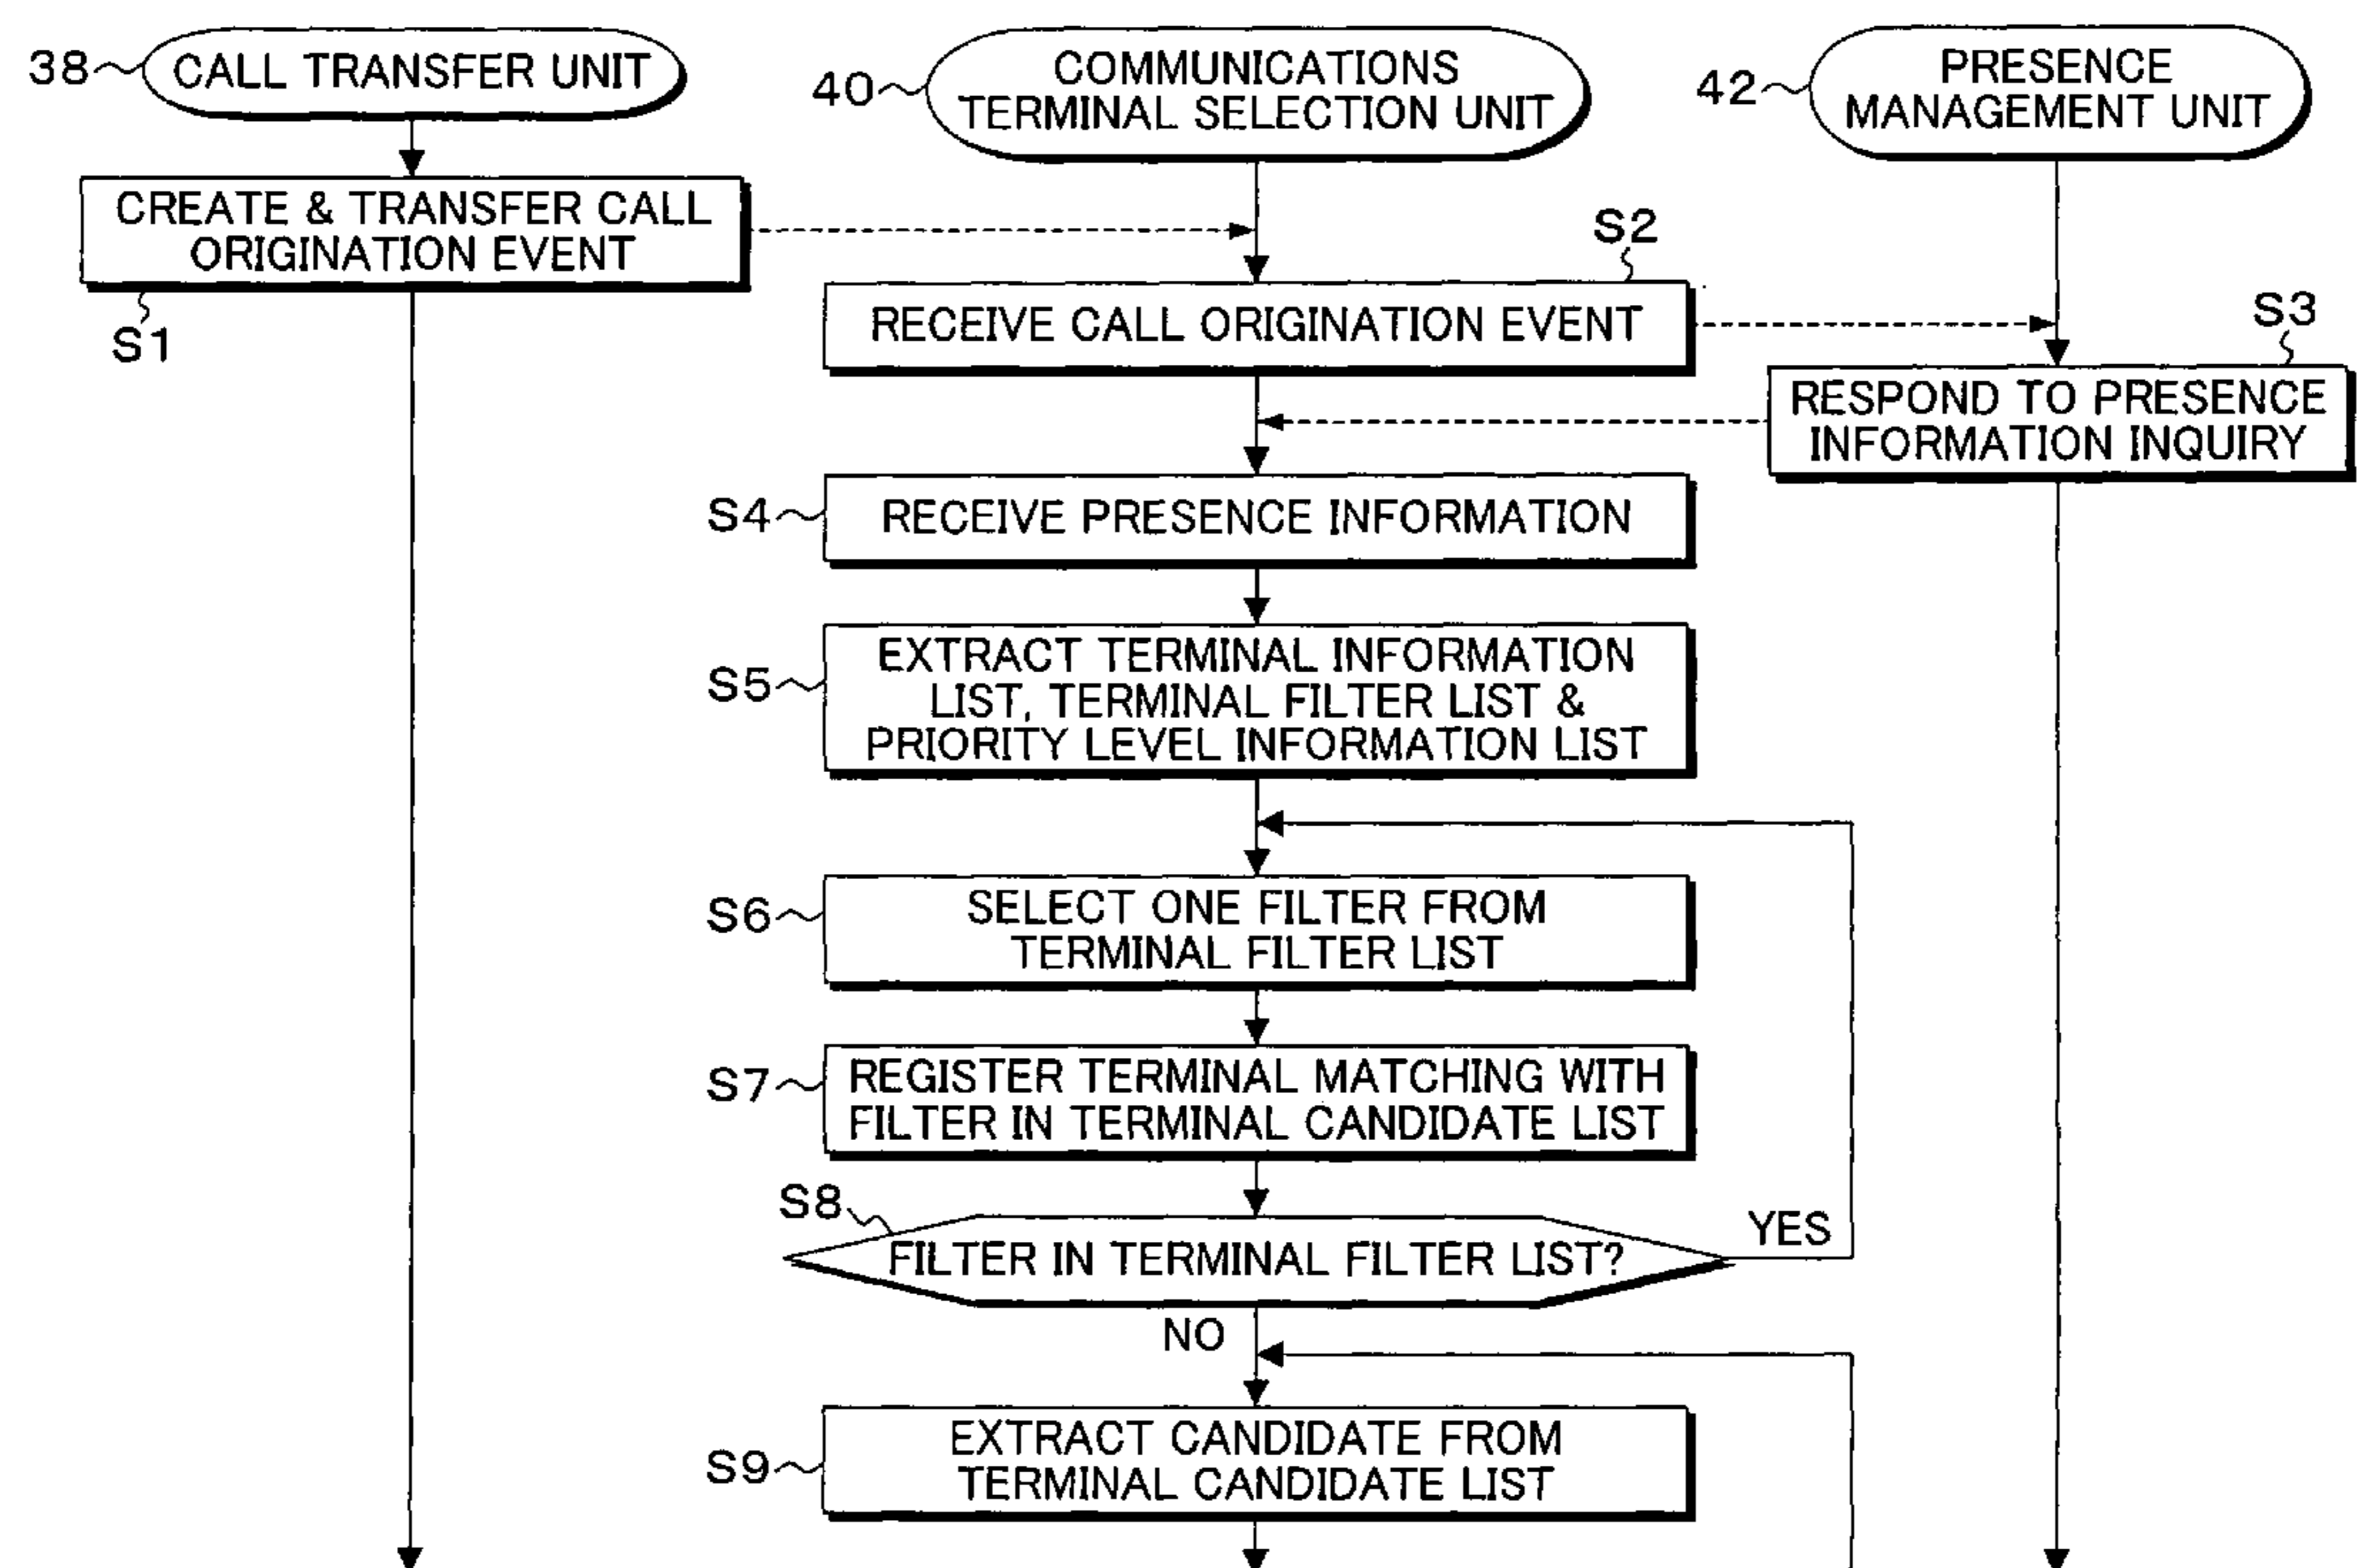 38
CALL TRANSFER UNIT
40
COMMUNICATIONS
TERMINAL SELECTION UNIT
42
PRESENCE
MANAGEMENT UNIT
CREATE & TRANSFER CALL
ORIGINATION EVENT
S1
S2
RECEIVE CALL ORIGINATION EVENT
S3
RESPOND TO PRESENCE
INFORMATION INQUIRY
S4
RECEIVE PRESENCE INFORMATION
S5
EXTRACT TERMINAL INFORMATION
LIST, TERMINAL FILTER LIST &
PRIORITY LEVEL INFORMATION LIST
S6
SELECT ONE FILTER FROM
TERMINAL FILTER LIST
S7
REGISTER TERMINAL MATCHING WITH
FILTER IN TERMINAL CANDIDATE LIST
S8
FILTER IN TERMINAL FILTER LIST?
YES
NO
S9
EXTRACT CANDIDATE FROM
TERMINAL CANDIDATE LIST